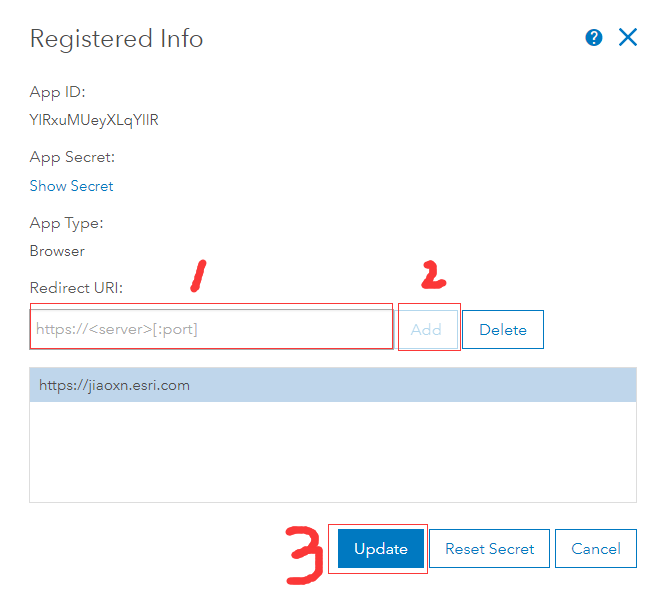 Registered Info
App ID:
YlRxuMUeyXLqYllR
App Secret:
Show Secret
App Type:
Browser
Redirect URI:
1
2
https://<server>[:port]
Add
Delete
https://jiaoxn.esri.com
3
Update
Reset Secret
Cancel